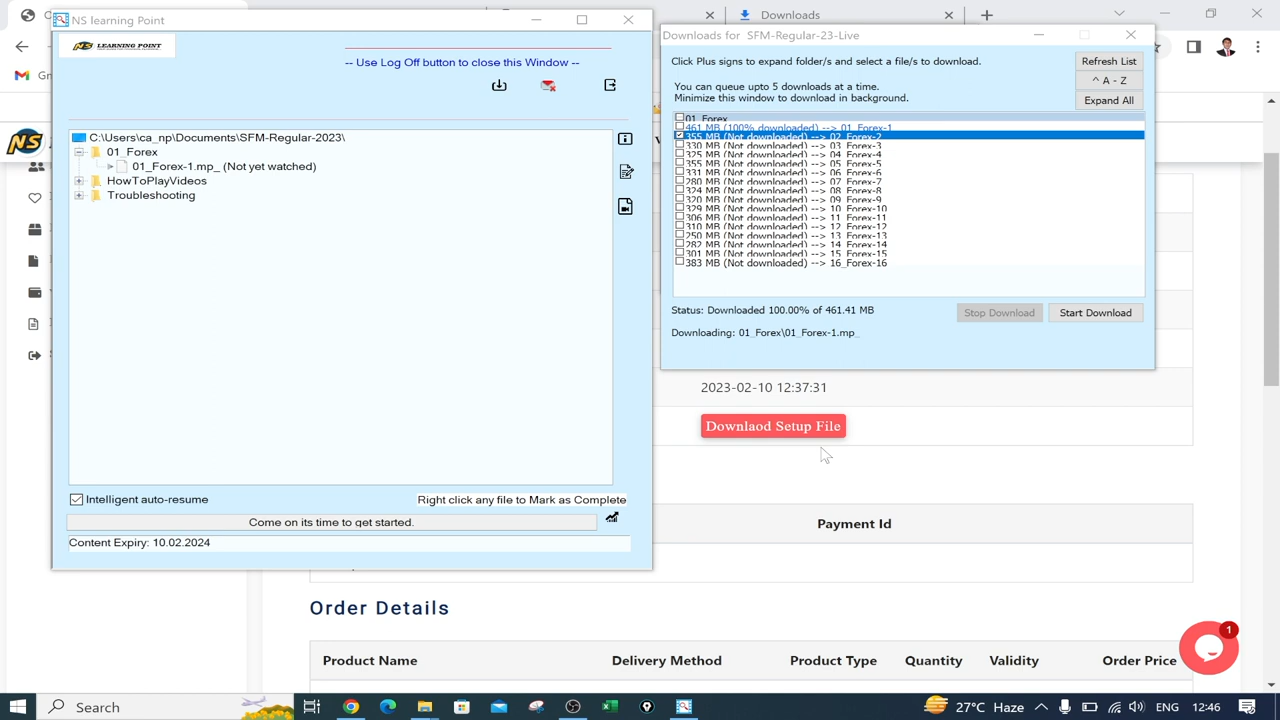 NS learning Point
Downloads
NS LEARNING POINT
-- Use Log Off button to close this Window --
C:\Users\ca_np\Documents\SFM-Regular-2023\
01_Forex
01_Forex-1.mp_ (Not yet watched)
HowToPlayVideos
Troubleshooting
Intelligent auto-resume
Right click any file to Mark as Complete
Come on its time to get started.
Content Expiry: 10.02.2024
Downloads for SFM-Regular-23-Live
Click Plus signs to expand folder/s and select a file/s to download.
Refresh List
You can queue upto 5 downloads at a time.
^ A - Z
Minimize this window to download in background.
Expand All
01_Forex
461 MB (100% downloaded) --> 01_Forex-1
355 MB (Not downloaded) --> 02_Forex-2
330 MB (Not downloaded) --> 03_Forex-3
325 MB (Not downloaded) --> 04_Forex-4
355 MB (Not downloaded) --> 05_Forex-5
331 MB (Not downloaded) --> 06_Forex-6
280 MB (Not downloaded) --> 07_Forex-7
324 MB (Not downloaded) --> 08_Forex-8
320 MB (Not downloaded) --> 09_Forex-9
329 MB (Not downloaded) --> 10_Forex-10
306 MB (Not downloaded) --> 11_Forex-11
310 MB (Not downloaded) --> 12_Forex-12
250 MB (Not downloaded) --> 13_Forex-13
282 MB (Not downloaded) --> 14_Forex-14
301 MB (Not downloaded) --> 15_Forex-15
383 MB (Not downloaded) --> 16_Forex-16
Status: Downloaded 100.00% of 461.41 MB
Stop Download
Start Download
Downloading: 01_Forex\01_Forex-1.mp_
2023-02-10 12:37:31
Downlaod Setup File
Payment Id
Order Details
Product Name
Delivery Method
Product Type
Quantity
Validity
Order Price
1
Search
27°C Haze
12:46